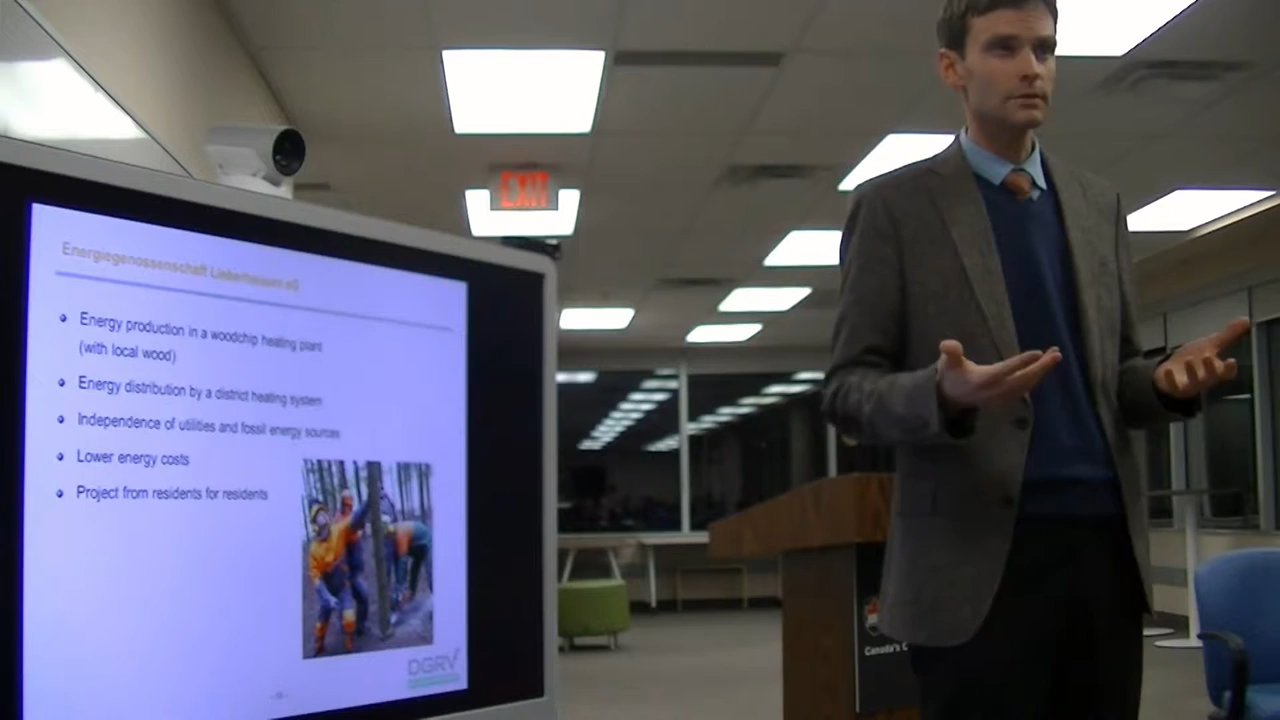 EXIT
Energiegenossenschaft Lieberhausen eG
Energy production in a woodchip heating plant
(with local wood)
Energy distribution by a district heating system
Independence of utilities and fossil energy sources
Lower energy costs
Project from residents for residents
DGRV
Canada's